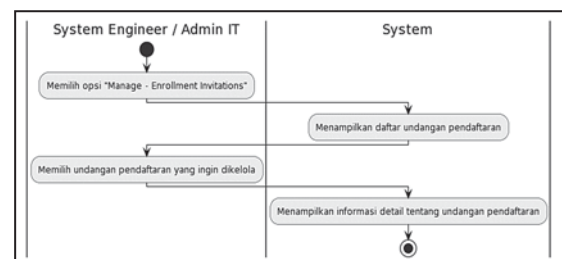 System Engineer / Admin IT
System
Memilih opsi "Manage - Enrollment Invitations"
Menampilkan daftar undangan pendaftaran
Memilih undangan pendaftaran yang ingin dikelola
Menampilkan informasi detail tentang undangan pendaftaran